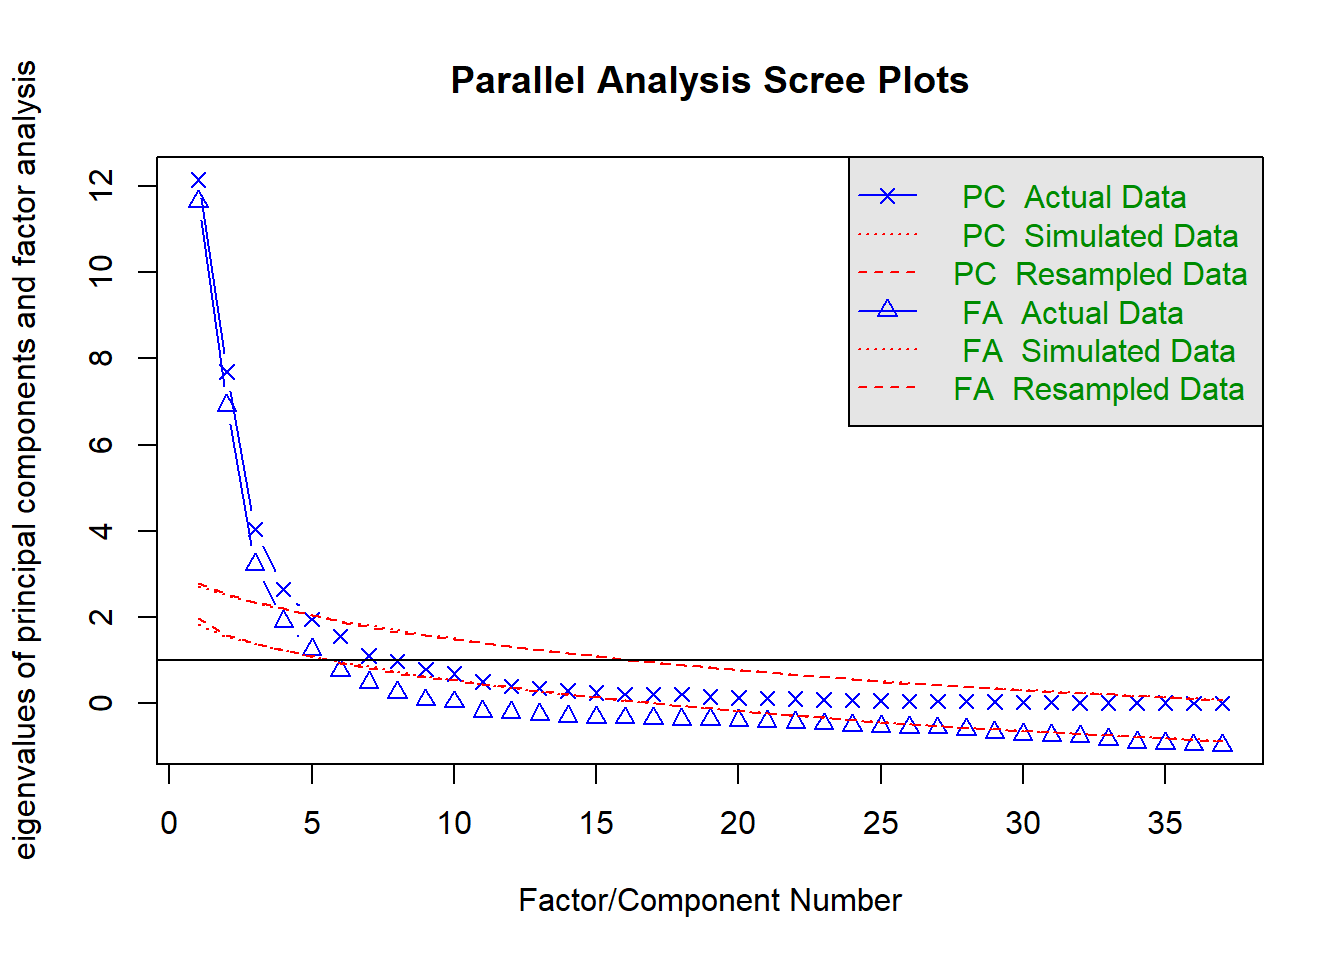 Parallel Analysis Scree Plots
eigenvalues of principal components and factor analysis
12
10
8
6
4
2
0
PC Actual Data
PC Simulated Data
PC Resampled Data
FA Actual Data
FA Simulated Data
FA Resampled Data
0 5 10 15 20 25 30 35
Factor/Component Number